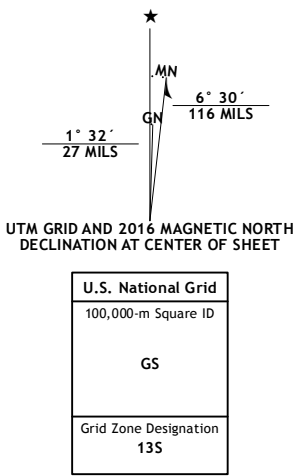 ★
MN
GN
1° 32´
27 MILS
6° 30´
116 MILS
UTM GRID AND 2016 MAGNETIC NORTH
DECLINATION AT CENTER OF SHEET
U.S. National Grid
100,000-m Square ID
GS
Grid Zone Designation
13S